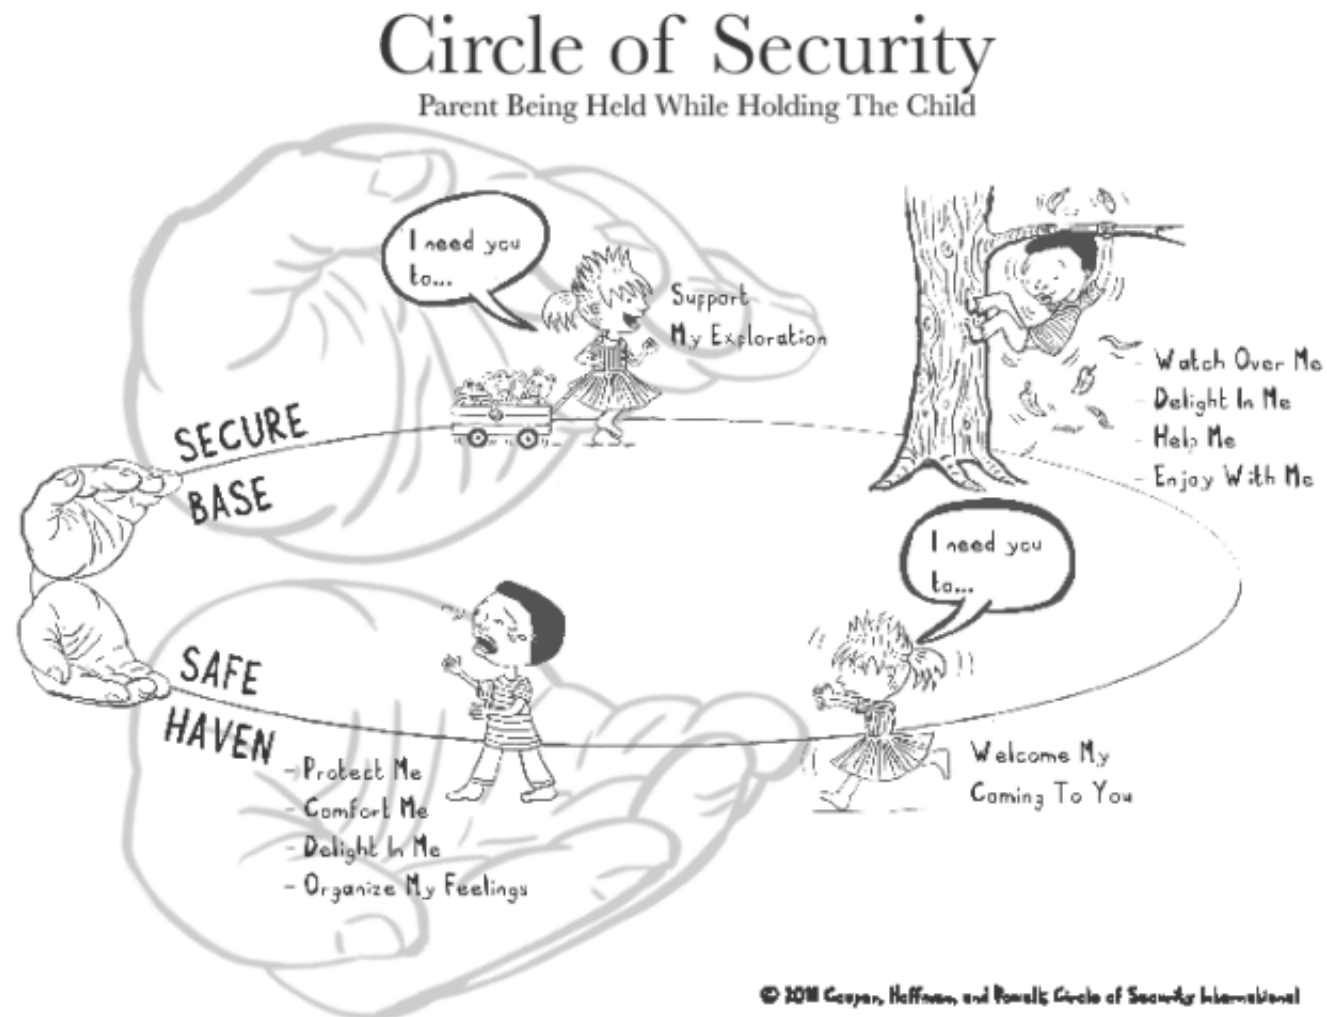 Circle of Security
Parent Being Held While Holding The Child
I need you
to...
Support
My Exploration
- Watch Over Me
- Delight In Me
- Help Me
- Enjoy With Me
SECURE
BASE
I need you
to...
SAFE
HAVEN
Welcome My
Coming To You
- Protect Me
- Comfort Me
- Delight In Me
- Organize My Feelings
© Cooper, Hoffman, and Powell; Circle of Security International